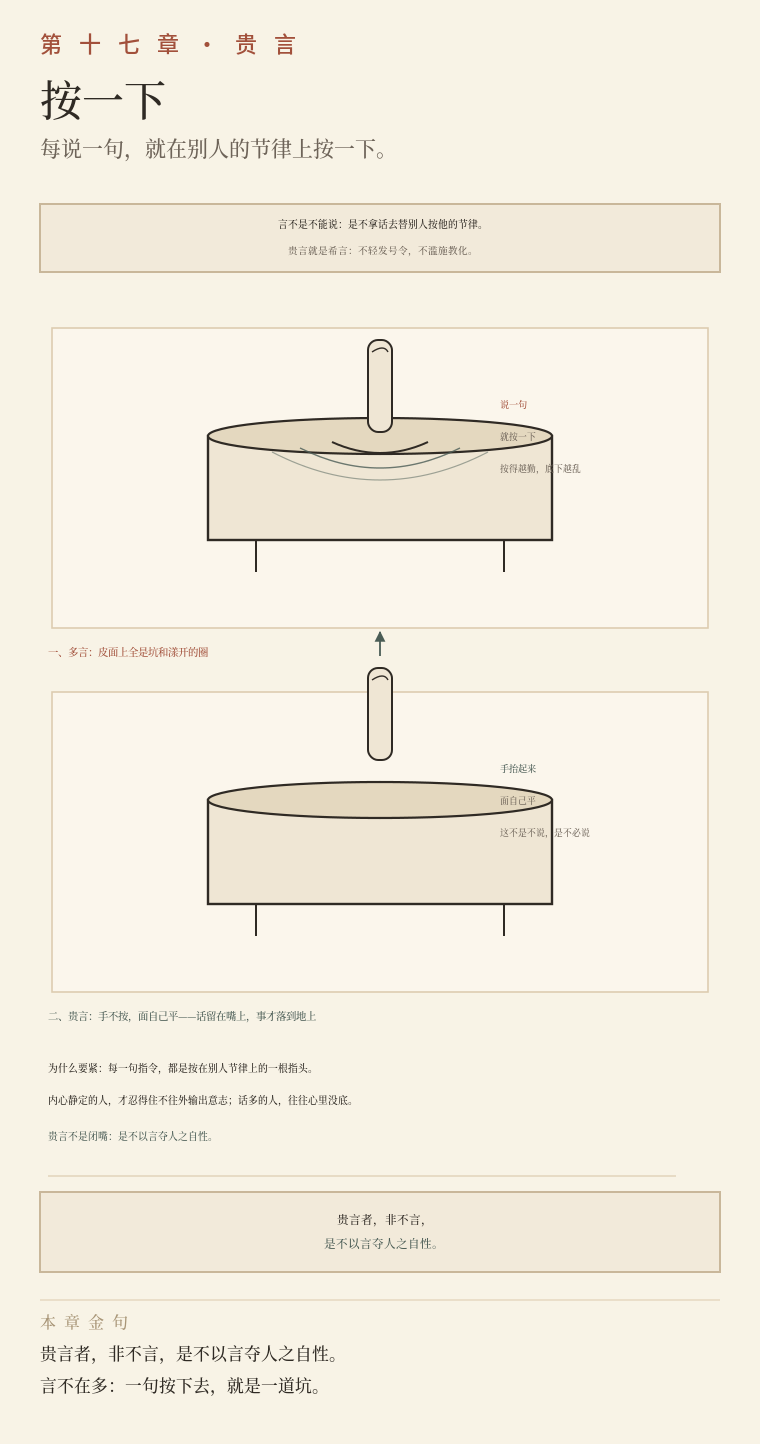 第十七章·贵言
按一下
每说一句，就在别人的节律上按一下。
言不是不能说：是不拿话去替别人按他的节律。
贵言就是希言：不轻发号令，不滥施教化。
说一句
就按一下
按得越勤，底下越乱
一、多言：皮面上全是坑和漾开的圈
手抬起来
面自己平
这不是不说，是不必说
二、贵言：手不按，面自己平——话留在嘴上，事才落到地上
为什么要紧：每一句指令，都是按在别人节律上的一根指头。
内心静定的人，才忍得住不往外输出意志；话多的人，往往心里没底。
贵言不是闭嘴：是不以言夺人之自性。
贵言者，非不言，
是不以言夺人之自性。
本章金句
贵言者，非不言，是不以言夺人之自性。
言不在多：一句按下去，就是一道坑。